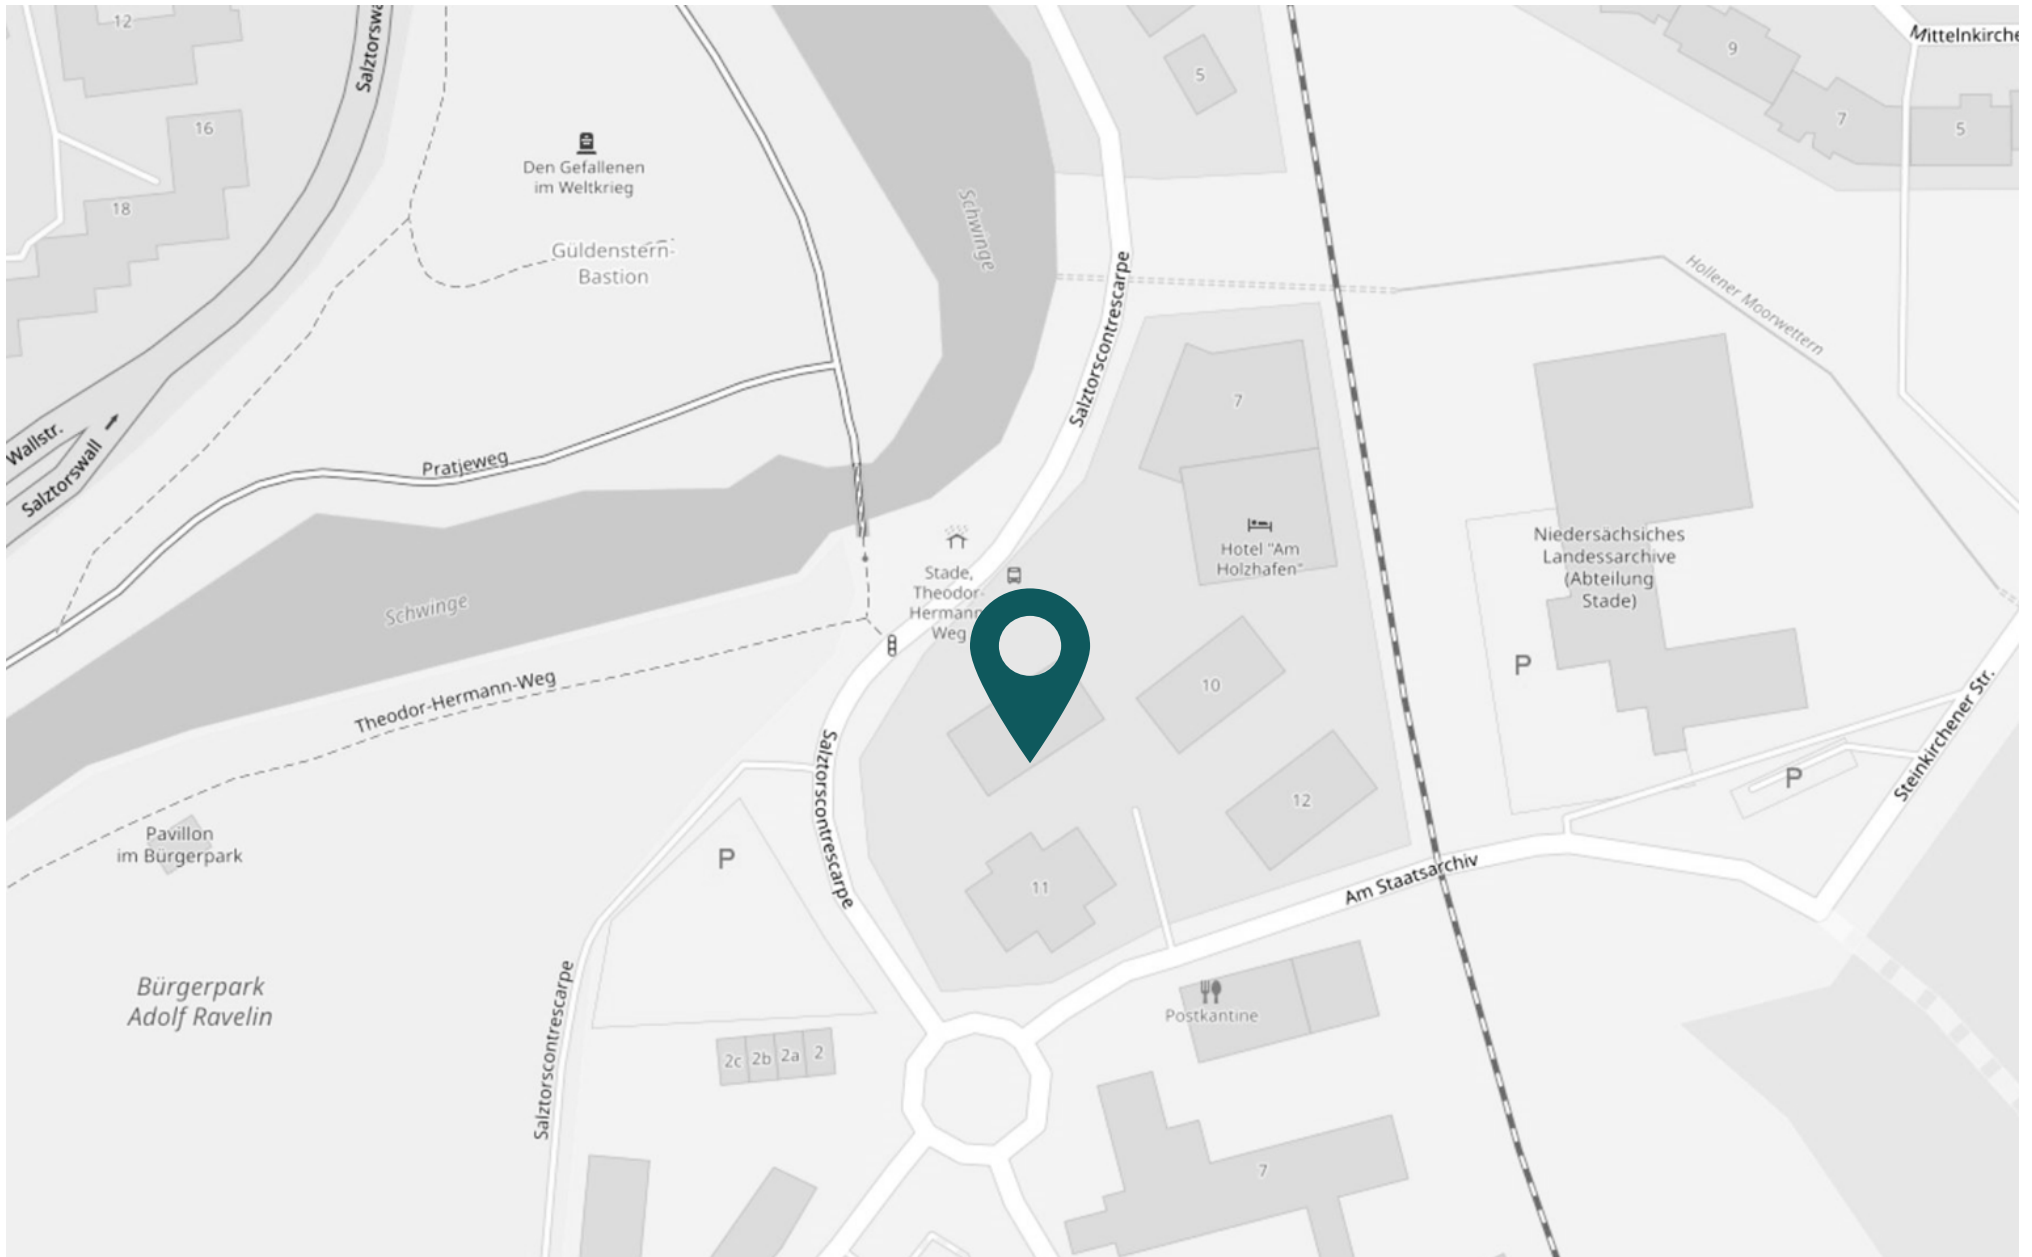 12
Salztorswa
5
9
Mittelnkirche
7
5
16
Den Gefallenen
im Weltkrieg
18
Schwinge
Güldenstern-
Bastion
Salztorscontrescarpe
Hollener Moorwettern
7
Wallstr.
Salztorswall
Pratjeweg
Hotel "Am
Holzhafen"
Niedersächsiches
Landessarchive
(Abteilung
Stade)
Stade,
Theodor-
Hermann
Weg
Schwinge
P
10
Theodor-Hermann-Weg
Steinkirchener Str.
Salztorscontrescarpe
P
12
Pavillon
im Bürgerpark
P
11
Am Staatsarchiv
Bürgerpark
Adolf Ravelin
Salztorscontrescarpe
Postkantine
2c
2b
2a
2
7